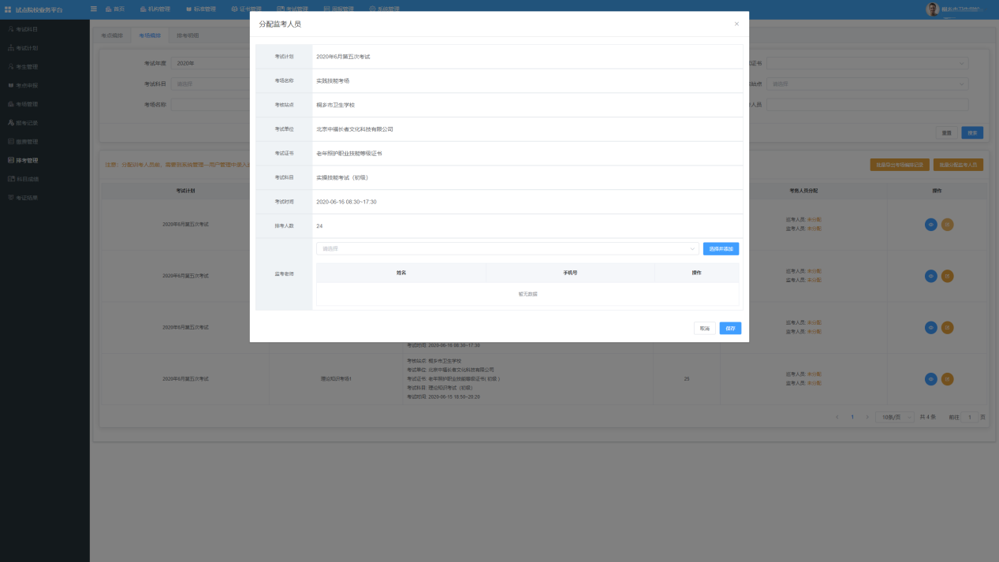 试点院校业务平台
首页
机构管理
标准管理
证书管理
考试管理
周报管理
系统管理
考试科目
考试计划
考生管理
考点申报
考场管理
报考记录
缴费管理
排考管理
科目成绩
考证结果
考点编排
考场编排
排考明细
考试年度 2020年
证书
考试科目 请选择
站点 请选择
考场名称
人员
重置
搜索
注意：分配监考人员前，需要在系统管理—用户管理中录入
批量导出考场编排记录
批量分配监考人员
分配监考人员
考试计划 2020年6月第五次考试
考场名称 实践技能考场
考核站点 桐乡市卫生学校
考试单位 北京中福长者文化科技有限公司
考试证书 老年照护职业技能等级证书
考试科目 实操技能考试（初级）
考试时间 2020-06-16 08:30~17:30
排考人数 24
监考老师 请选择 选择并添加
姓名 手机号 操作
暂无数据
取消 保存
考试计划 考务人员分配 操作
2020年6月第五次考试
监考人员: 未分配
监考人员: 未分配
2020年6月第五次考试
监考人员: 未分配
监考人员: 未分配
2020年6月第五次考试
监考人员: 未分配
监考人员: 未分配
考试时间: 2020-06-16 08:30~17:30
2020年6月第五次考试
理论知识考场1
考核站点: 桐乡市卫生学校
考试单位: 北京中福长者文化科技有限公司
考试证书: 老年照护职业技能等级证书( 初级 )
考试科目: 理论知识考试（初级）
考试时间: 2020-06-15 18:50~20:20
监考人员: 未分配
监考人员: 未分配
1
10条/页
共 4 条
前往 1 页